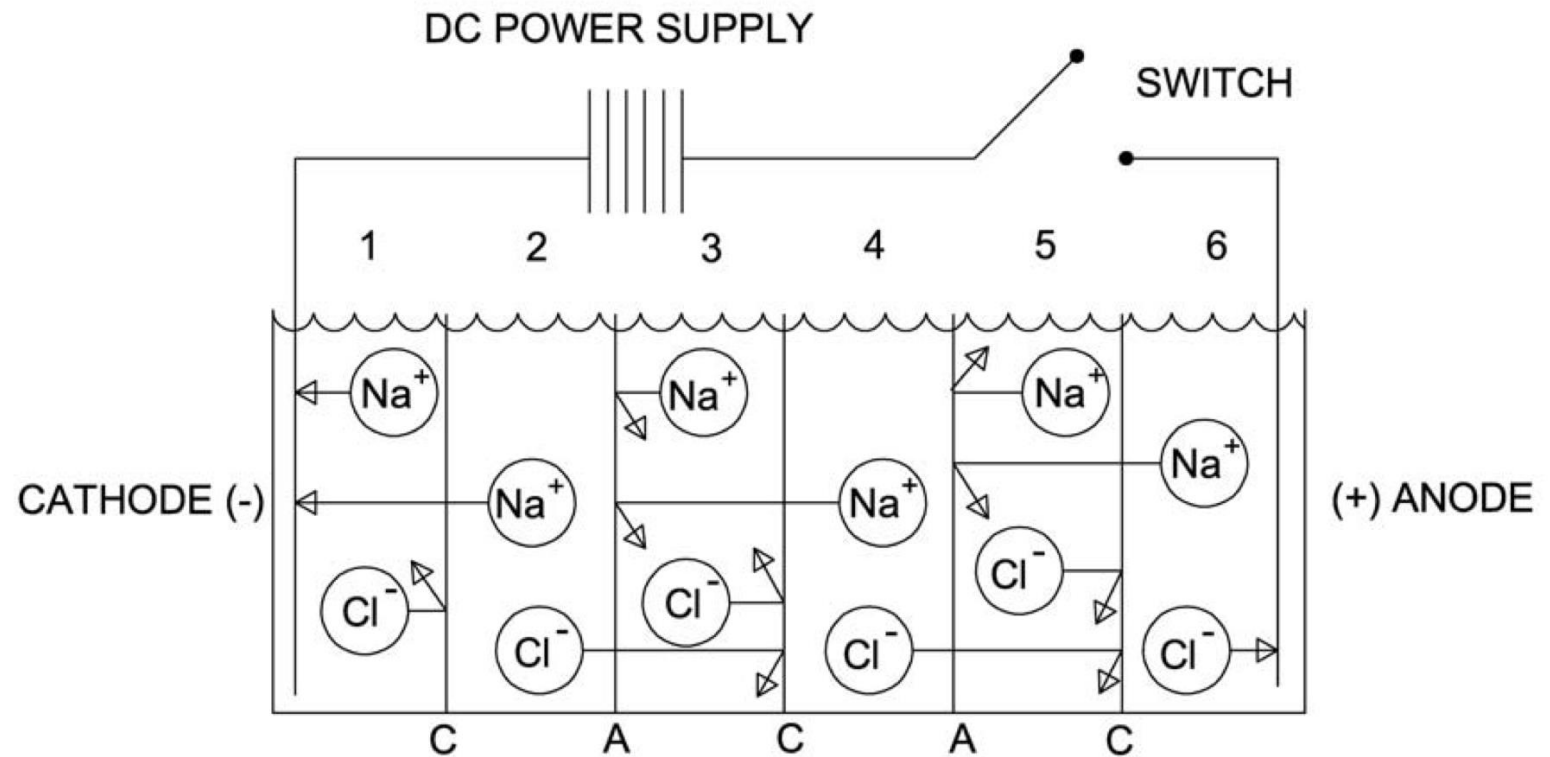 DC POWER SUPPLY
SWITCH
1 2 3 4 5 6
Na+ Na+ Na+
Na+
CATHODE (-) Na+ Na+ (+) ANODE
Cl-
Cl- Cl-
Cl- Cl- Cl-
C A C A C